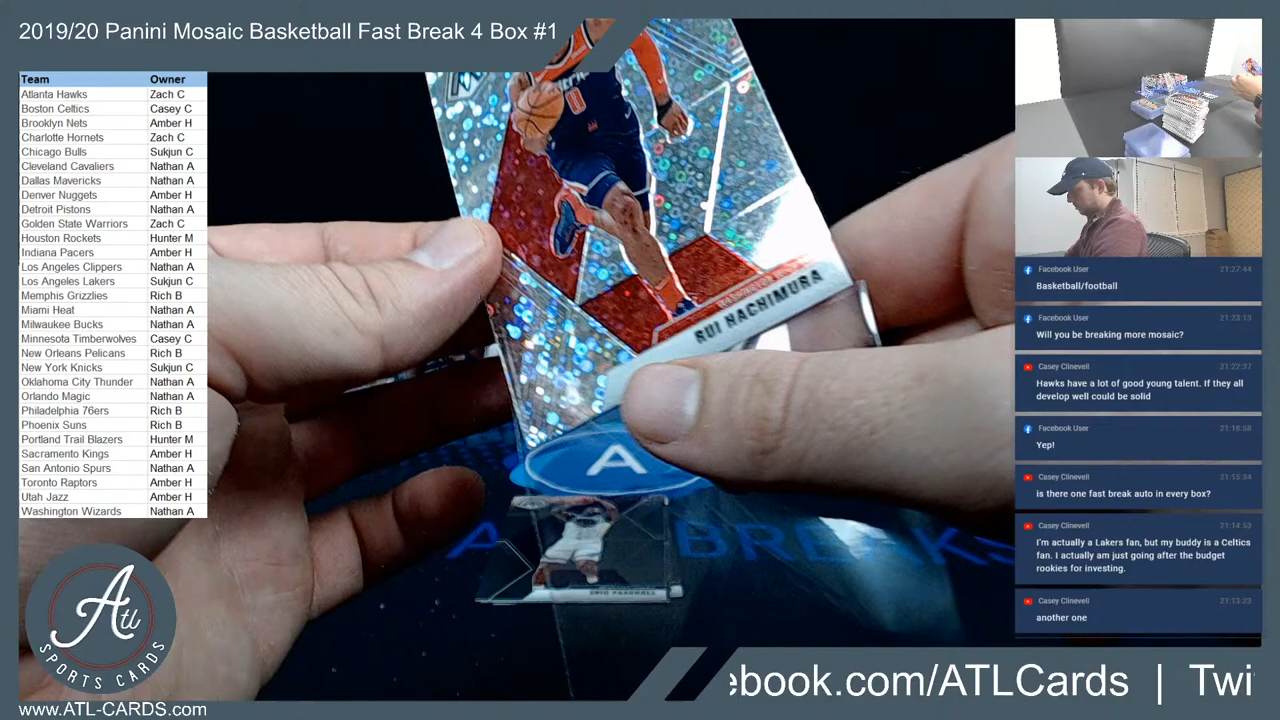 2019/20 Panini Mosaic Basketball Fast Break 4 Box #1
Team Owner
Atlanta Hawks Zach C
Boston Celtics Casey C
Brooklyn Nets Amber H
Charlotte Hornets Zach C
Chicago Bulls Sukjun C
Cleveland Cavaliers Nathan A
Dallas Mavericks Nathan A
Denver Nuggets Amber H
Detroit Pistons Nathan A
Golden State Warriors Zach C
Houston Rockets Hunter M
Indiana Pacers Amber H
Los Angeles Clippers Nathan A
Los Angeles Lakers Sukjun C
Memphis Grizzlies Rich B
Miami Heat Nathan A
Milwaukee Bucks Nathan A
Minnesota Timberwolves Casey C
New Orleans Pelicans Rich B
New York Knicks Sukjun C
Oklahoma City Thunder Nathan A
Orlando Magic Nathan A
Philadelphia 76ers Rich B
Phoenix Suns Rich B
Portland Trail Blazers Hunter M
Sacramento Kings Amber H
San Antonio Spurs Nathan A
Toronto Raptors Amber H
Utah Jazz Amber H
Washington Wizards Nathan A
Atl
SPORTS CARDS
www.ATL-CARDS.com
8
RUI HACHIMURA
A
A BREAKS
ERIC PASCHALL
Facebook User 21:27:44
Basketball/football
Facebook User 21:23:13
Will you be breaking more mosaic?
Casey Clinevell 21:22:37
Hawks have a lot of good young talent. If they all
develop well could be solid
Facebook User 21:16:58
Yep!
Casey Clinevell 21:15:34
is there one fast break auto in every box?
Casey Clinevell 21:14:53
I'm actually a Lakers fan, but my buddy is a Celtics
fan. I actually am just going after the budget
rookies for investing.
Casey Clinevell 21:13:23
another one
ebook.com/ATLCards | Twi